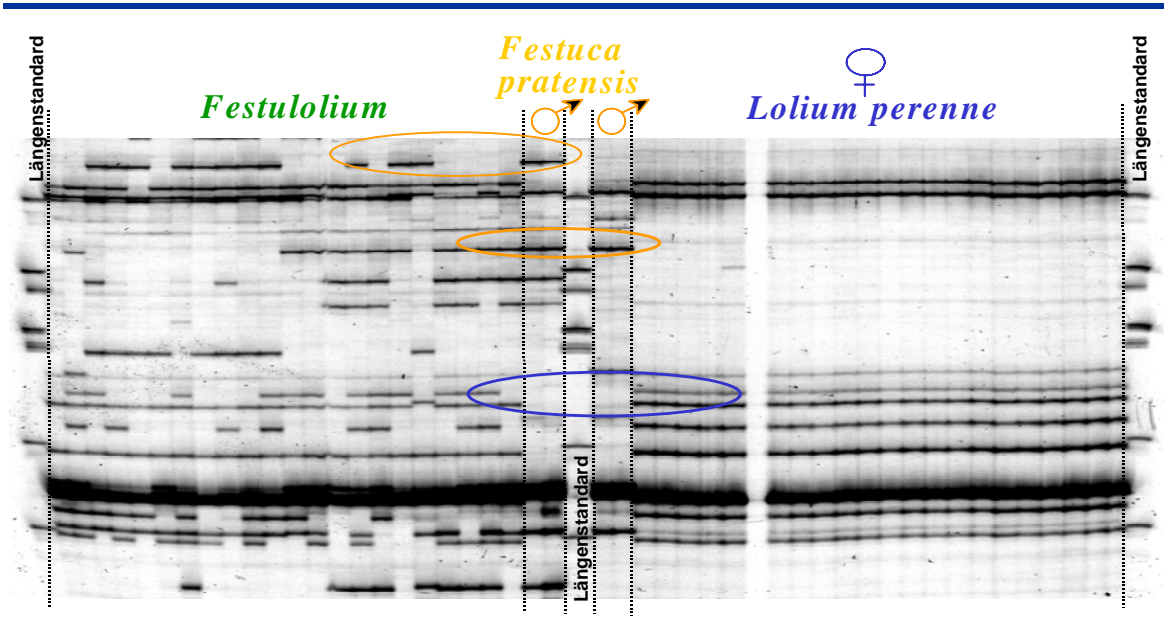 Längenstandard
Festulolium
Festuca
pratensis
♂
♂
♀
Lolium perenne
Längenstandard
Längenstandard